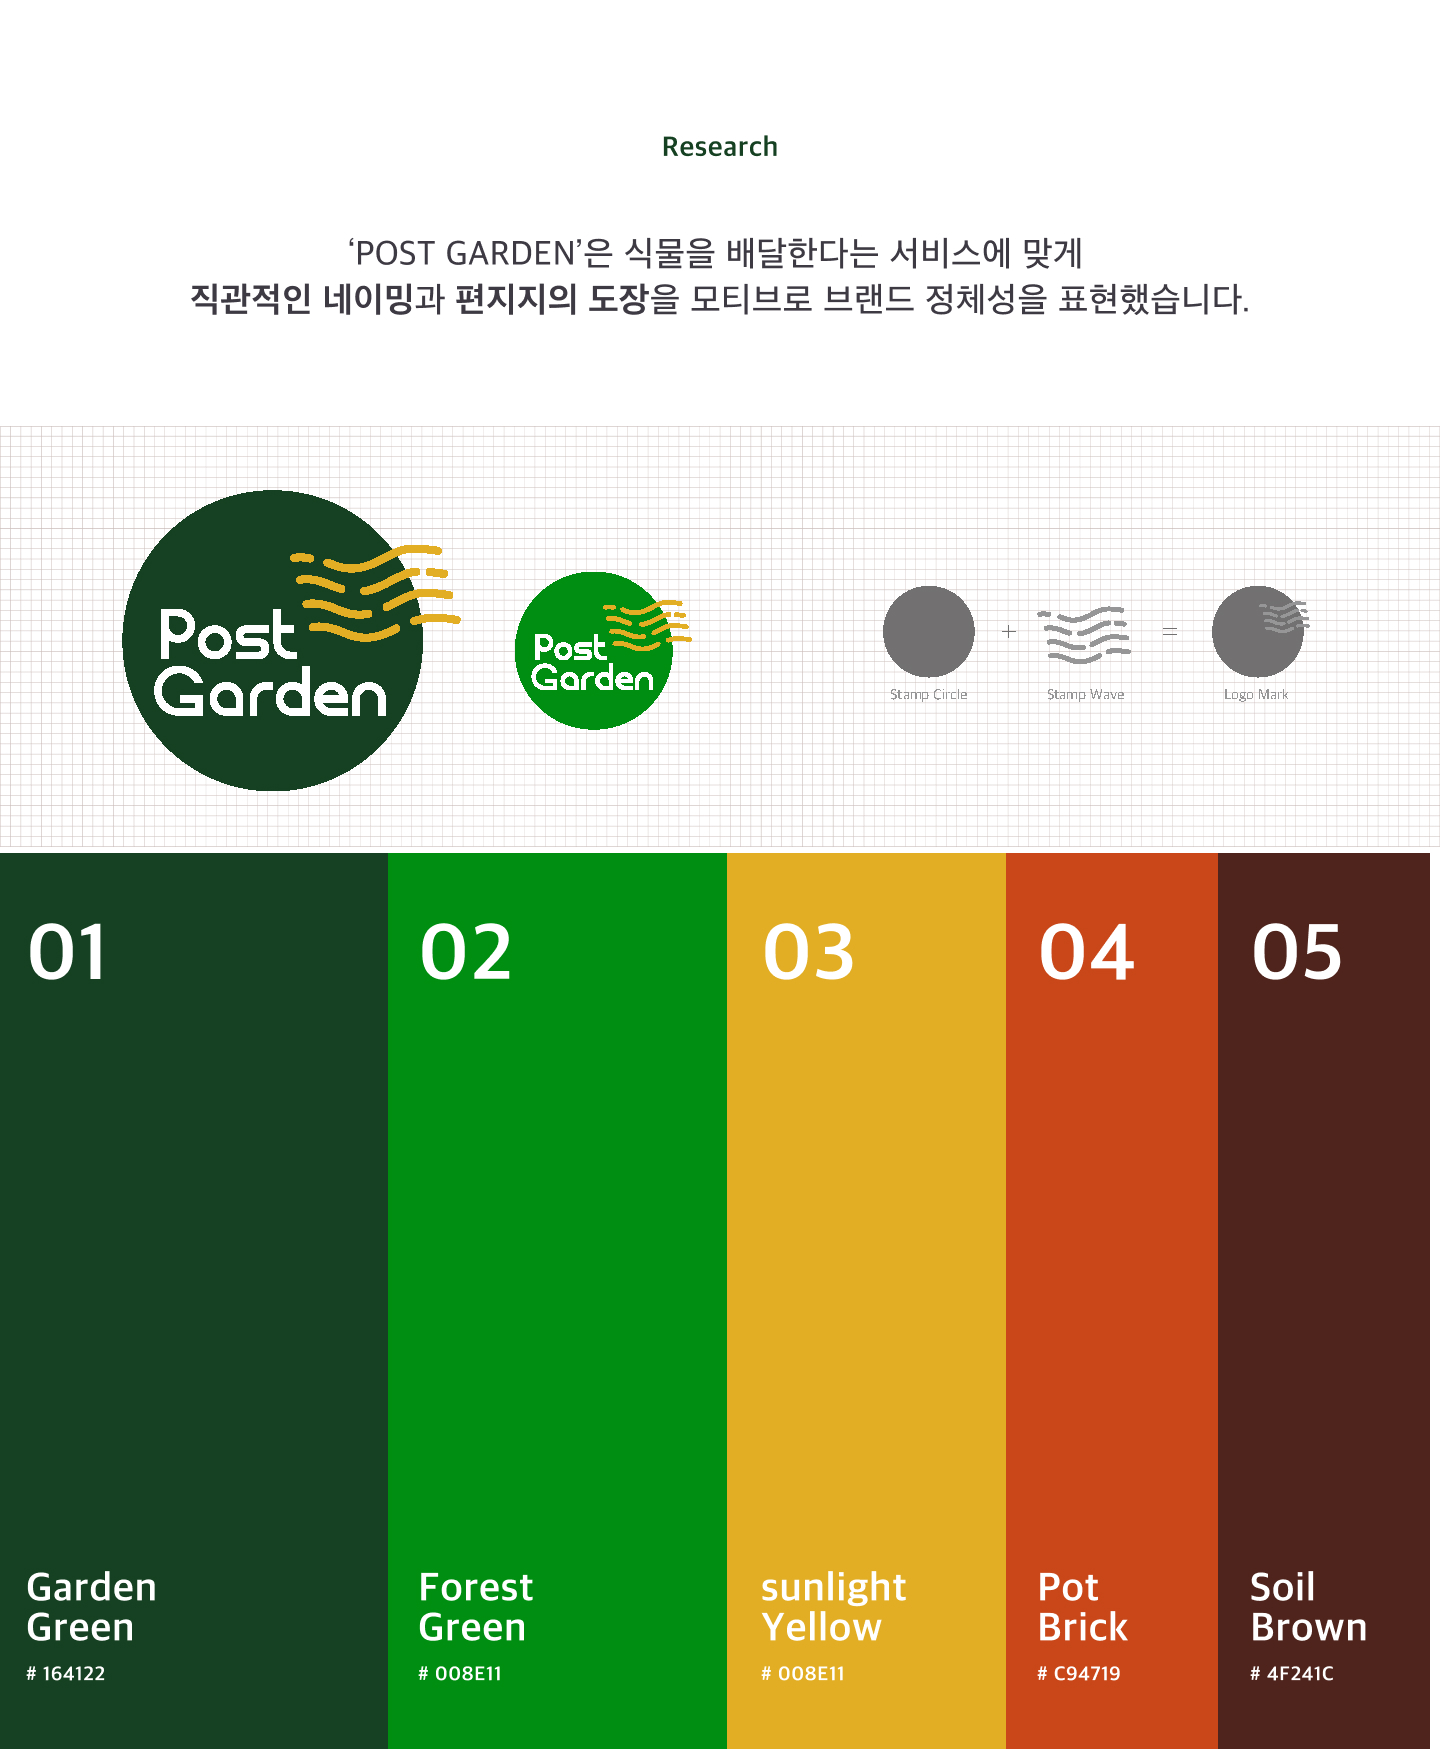 Research
‘POST GARDEN’은 식물을 배달한다는 서비스에 맞게
직관적인 네이밍과 편지지의 도장을 모티브로 브랜드 정체성을 표현했습니다.
Post
Garden
Post
Garden
+
=
Stamp Circle
Stamp Wave
Logo Mark
01
02
03
04
05
Garden
Green
# 164122
Forest
Green
# 008E11
sunlight
Yellow
# 008E11
Pot
Brick
# C94719
Soil
Brown
# 4F241C